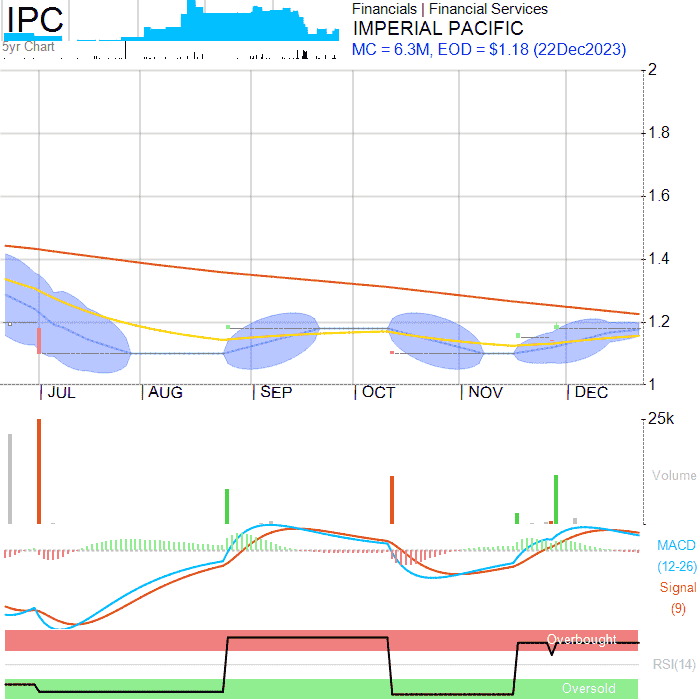 IPC
5yr Chart
Financials | Financial Services
IMPERIAL PACIFIC
MC = 6.3M, EOD = $1.18 (22Dec2023)
2
1.8
1.6
1.4
1.2
1
JUL AUG SEP OCT NOV DEC
25k
Volume
MACD
(12-26)
Signal
(9)
Overbought
RSI(14)
Oversold